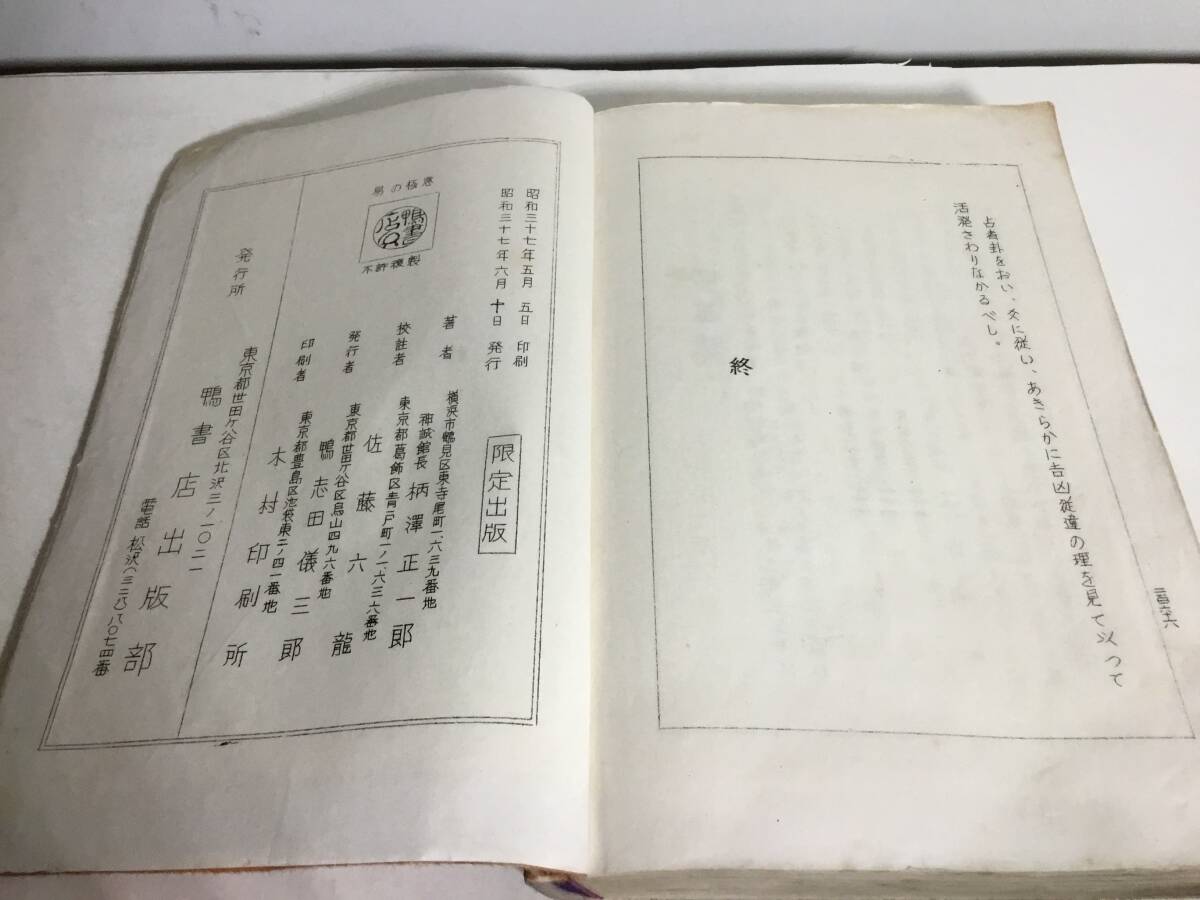 占者卦をおい、爻に従い、あきらかに吉凶従違の理を見て以つて
活発さわりなかるべし。
終
二百六十六
昭和三十七年五月 五日 印刷
昭和三十七年六月 十日 発行
限定出版
易の極意
鴨書店
不許複製
著者
横浜市鶴見区東寺尾町一、六三九番地
神誠館長 柄澤正一郎
校註者
東京都葛飾区青戸町一ノ一、六三六番地
佐藤六龍
発行者
東京都世田ヶ谷区烏山四九六番地
鴨志田儀三郎
印刷者
東京都豊島区池袋東二ノ四一番地
木村印刷所
発行所
東京都世田ヶ谷区北沢三ノ一、〇二一
鴨書店出版部
電話 松沢(三二)八〇七四番